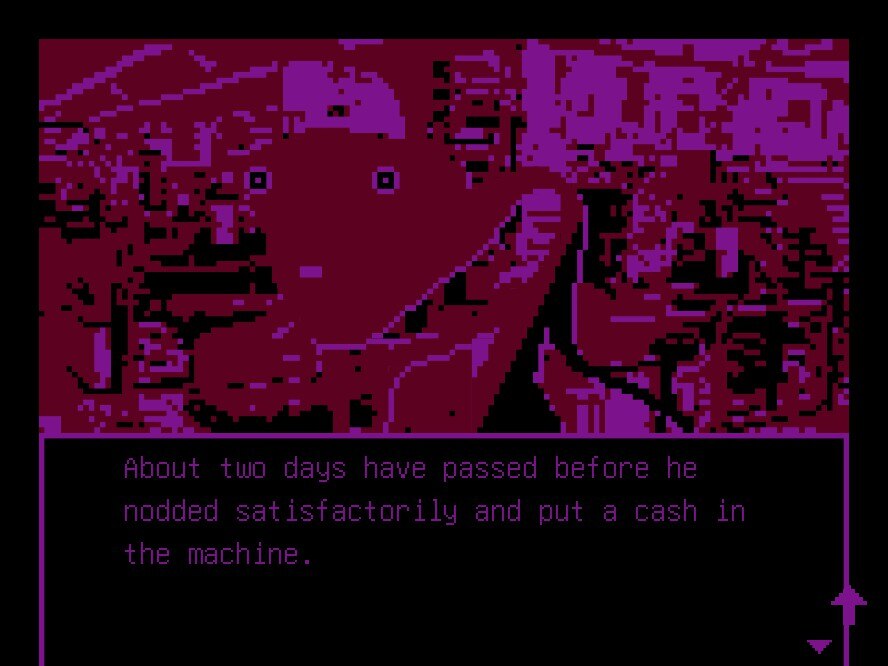 About two days have passed before he
nodded satisfactorily and put a cash in
the machine.